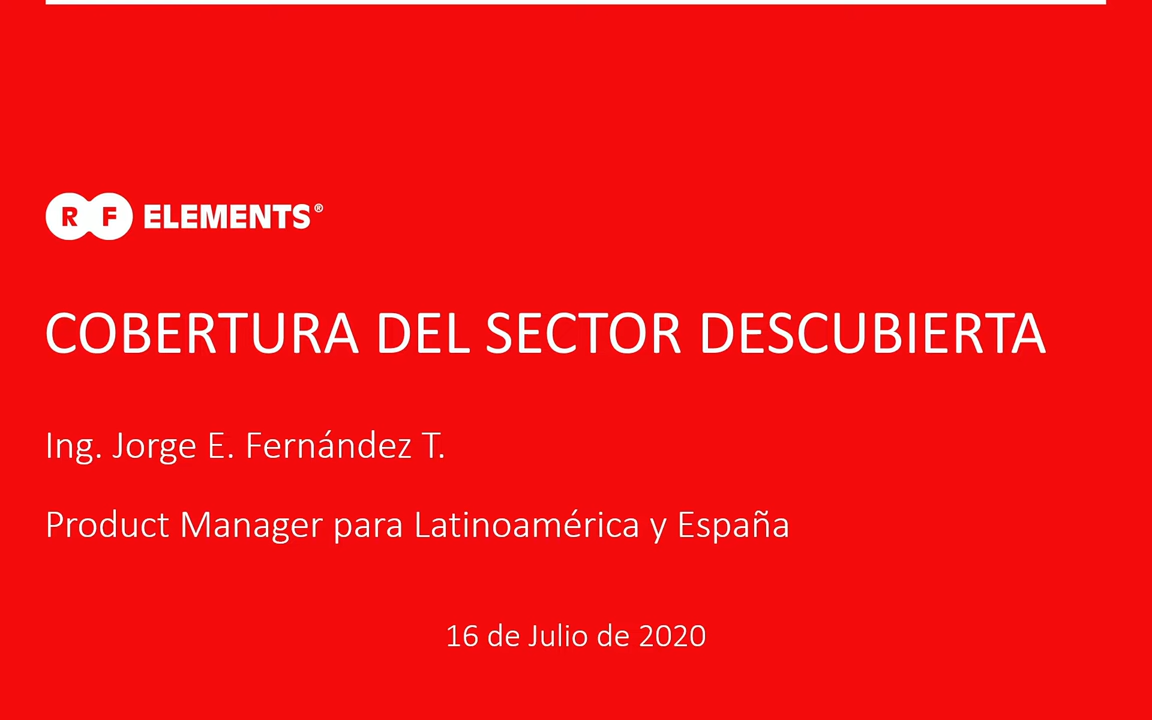 RF ELEMENTS®
COBERTURA DEL SECTOR DESCUBIERTA
Ing. Jorge E. Fernández T.
Product Manager para Latinoamérica y España
16 de Julio de 2020